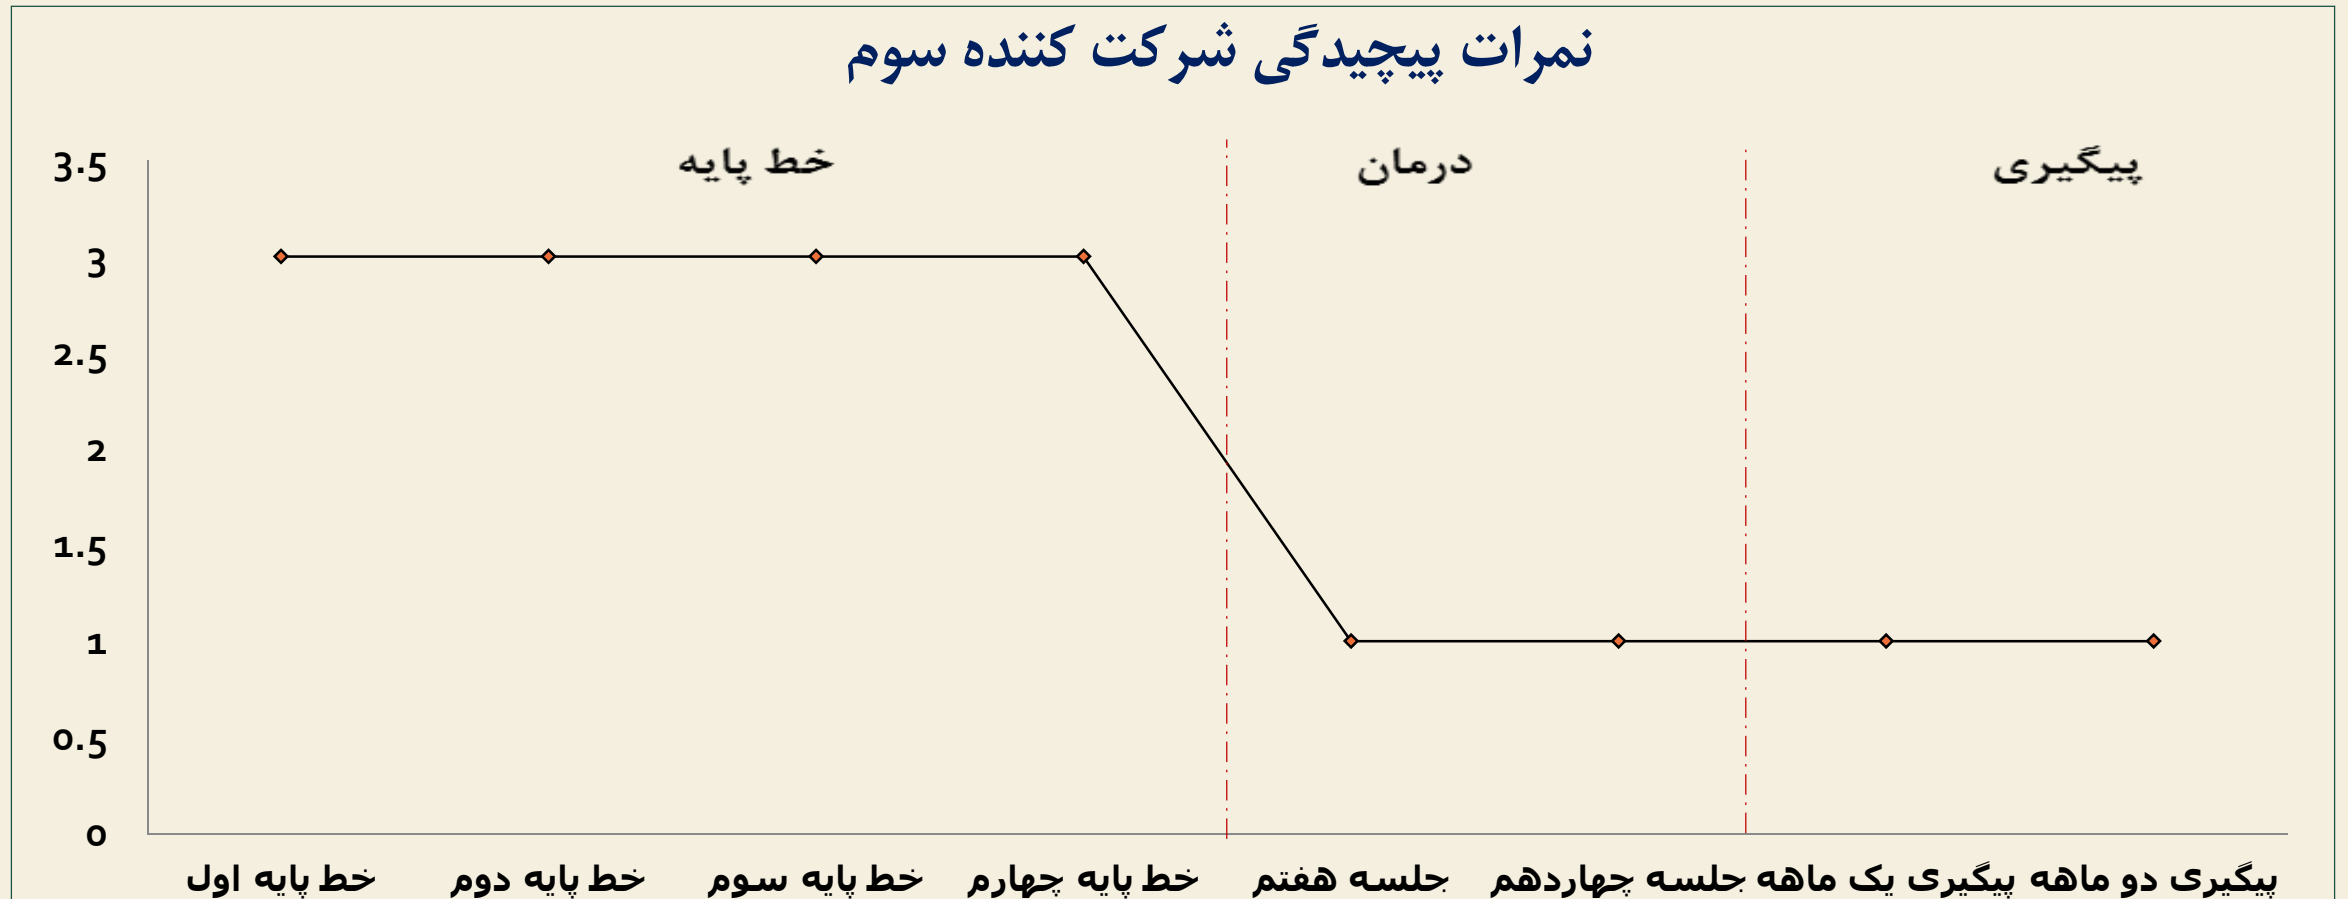 نمرات پیچیدگی شرکت کننده سوم
خط پایه
درمان
پیگیری
3.5
3
2.5
2
1.5
1
0.5
0
خط پایه اول
خط پایه دوم
خط پایه سوم
خط پایه چهارم
جلسه هفتم
جلسه چهاردهم
پیگیری یک ماهه
پیگیری دو ماهه